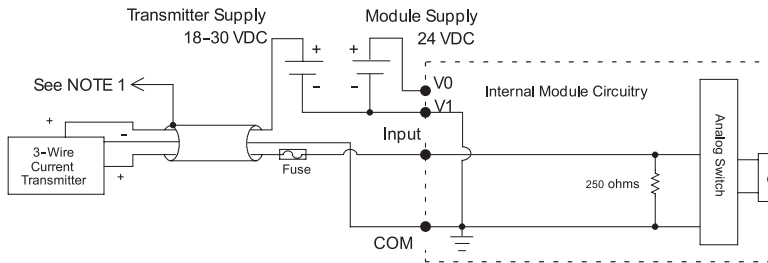 Transmitter Supply
18-30 VDC
Module Supply
24 VDC
+
+
-
-
V0
V1
Internal Module Circuitry
See NOTE 1
+
-
+
3-Wire
Current
Transmitter
Fuse
Input
250 ohms
Analog Switch
COM